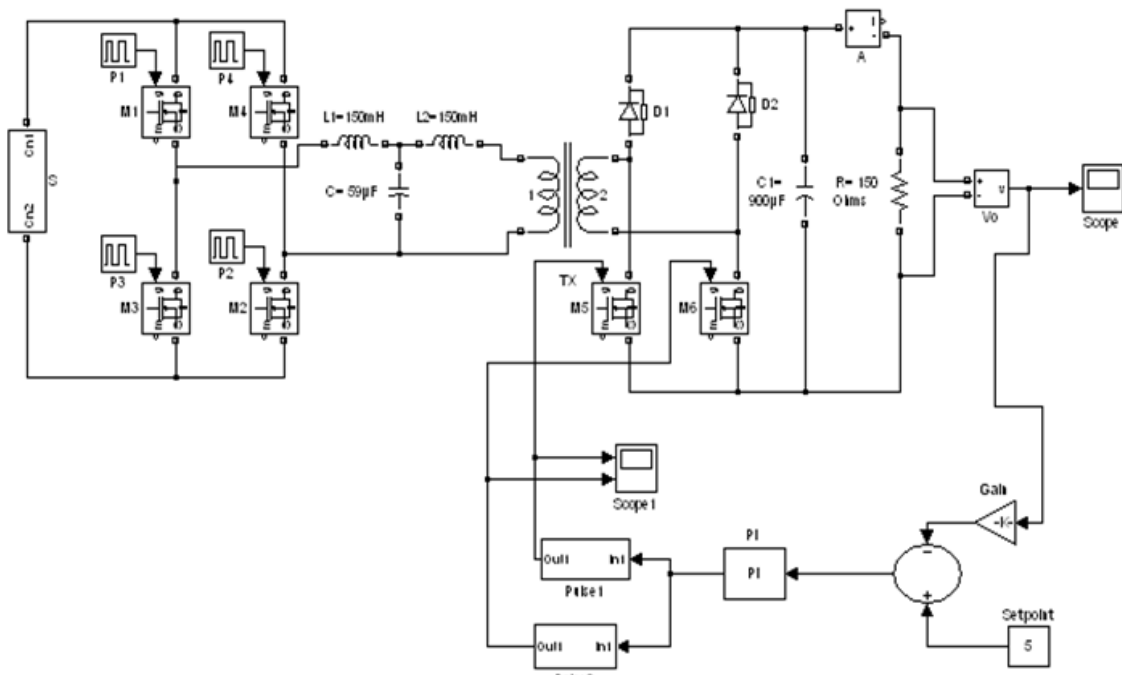 P1
P4
M1
M4
Cn1
S
Cn2
L1=150mH
L2=150mH
C= 59µF
1
2
D1
D2
C1=
900µF
A
I
+
-
R= 150
Ohms
+
-
v
Vo
Scope
P3
P2
M3
M2
TX
M5
M6
g
D
m
S
Scope1
Gain
-K-
PI
PI
Out1
In1
Pulse1
Out1
In1
-
+
Setpoint
5